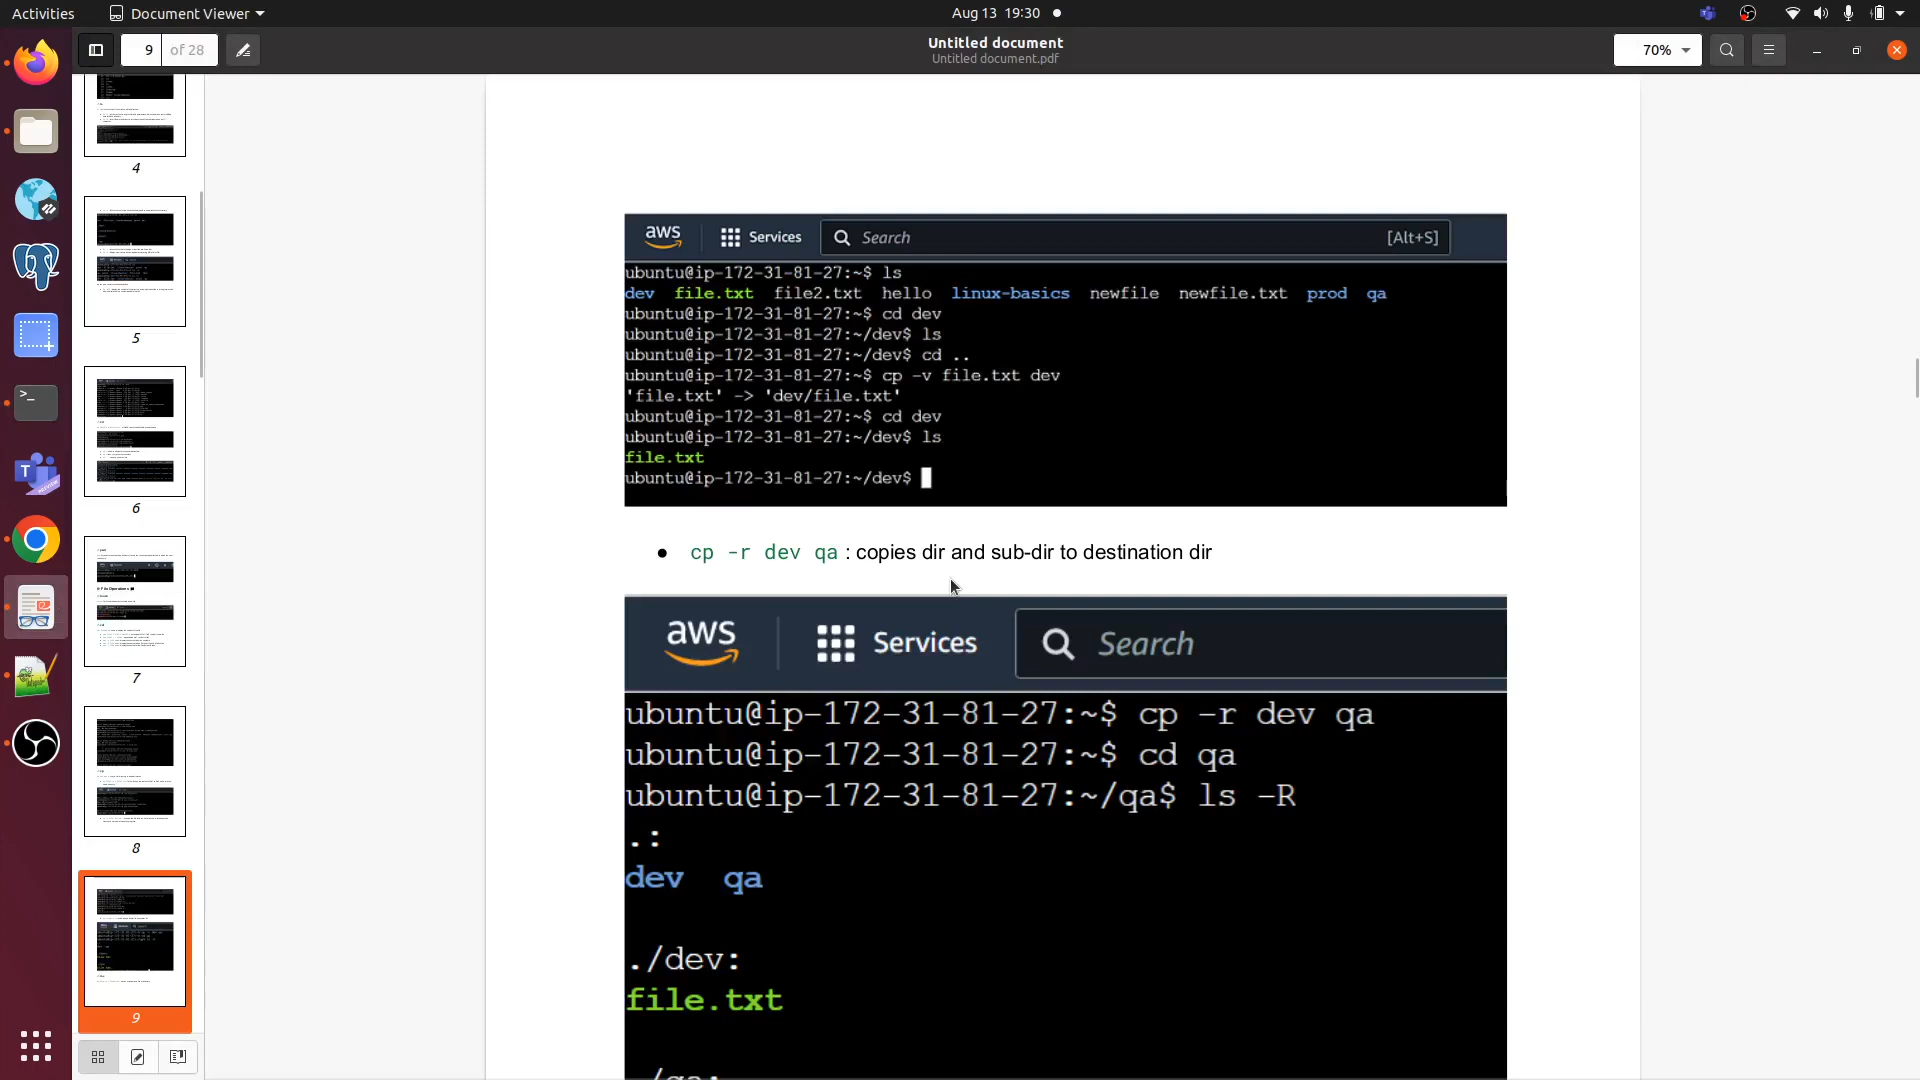 Activities
Document Viewer
Aug 13 19:30
9 of 28
Untitled document
Untitled document.pdf
70%
4
5
6
7
8
9
aws
Services
Search
[Alt+S]
ubuntu@ip-172-31-81-27:~$ ls
dev file.txt file2.txt hello linux-basics newfile newfile.txt prod qa
ubuntu@ip-172-31-81-27:~$ cd dev
ubuntu@ip-172-31-81-27:~/dev$ ls
ubuntu@ip-172-31-81-27:~/dev$ cd ..
ubuntu@ip-172-31-81-27:~$ cp -v file.txt dev
'file.txt' -> 'dev/file.txt'
ubuntu@ip-172-31-81-27:~$ cd dev
ubuntu@ip-172-31-81-27:~/dev$ ls
file.txt
ubuntu@ip-172-31-81-27:~/dev$
● cp -r dev qa : copies dir and sub-dir to destination dir
aws
Services
Search
ubuntu@ip-172-31-81-27:~$ cp -r dev qa
ubuntu@ip-172-31-81-27:~$ cd qa
ubuntu@ip-172-31-81-27:~/qa$ ls -R
.:
dev qa
./dev:
file.txt